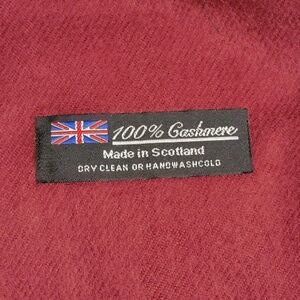 100% Cashmere
Made in Scotland
DRY CLEAN OR HANDWASHCOLD